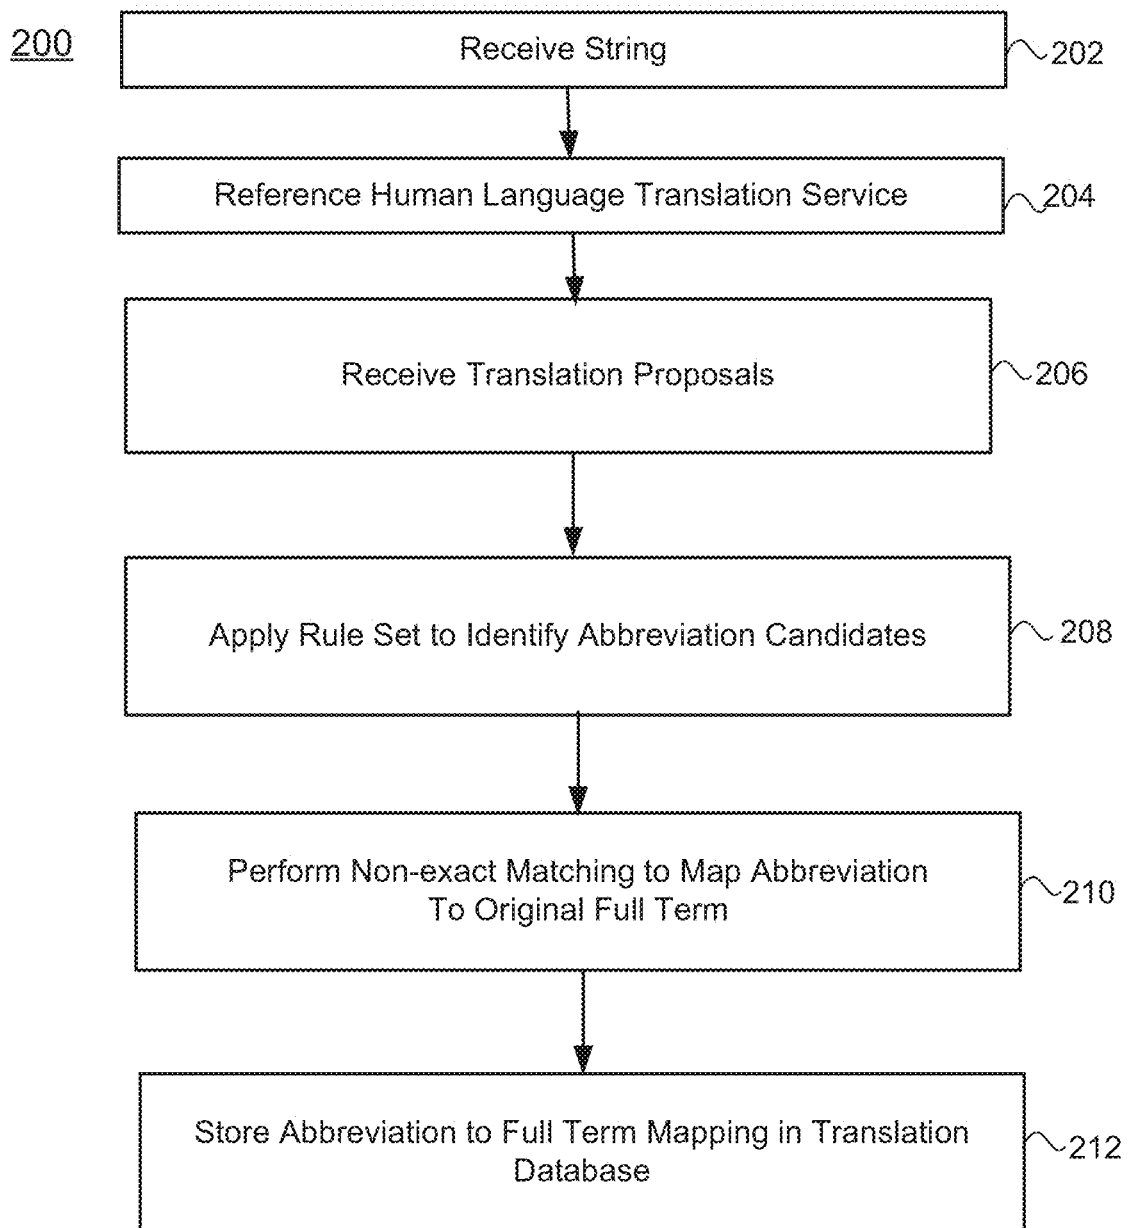 200
Receive String
202
Reference Human Language Translation Service
204
Receive Translation Proposals
206
Apply Rule Set to Identify Abbreviation Candidates
208
Perform Non-exact Matching to Map Abbreviation
To Original Full Term
210
Store Abbreviation to Full Term Mapping in Translation
Database
212